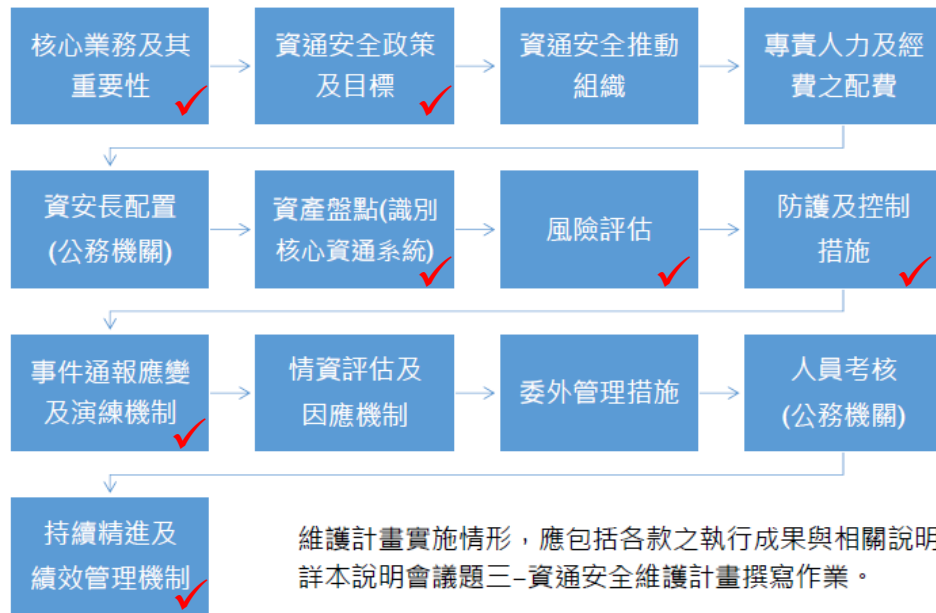 核心業務及其
重要性
資通安全政策
及目標
資通安全推動
組織
專責人力及經
費之配費
資安長配置
(公務機關)
資產盤點(識別
核心資通系統)
風險評估
防護及控制
措施
事件通報應變
及演練機制
情資評估及
因應機制
委外管理措施
人員考核
(公務機關)
持續精進及
績效管理機制
維護計畫實施情形，應包括各款之執行成果與相關說明
詳本說明會議題三–資通安全維護計畫撰寫作業。